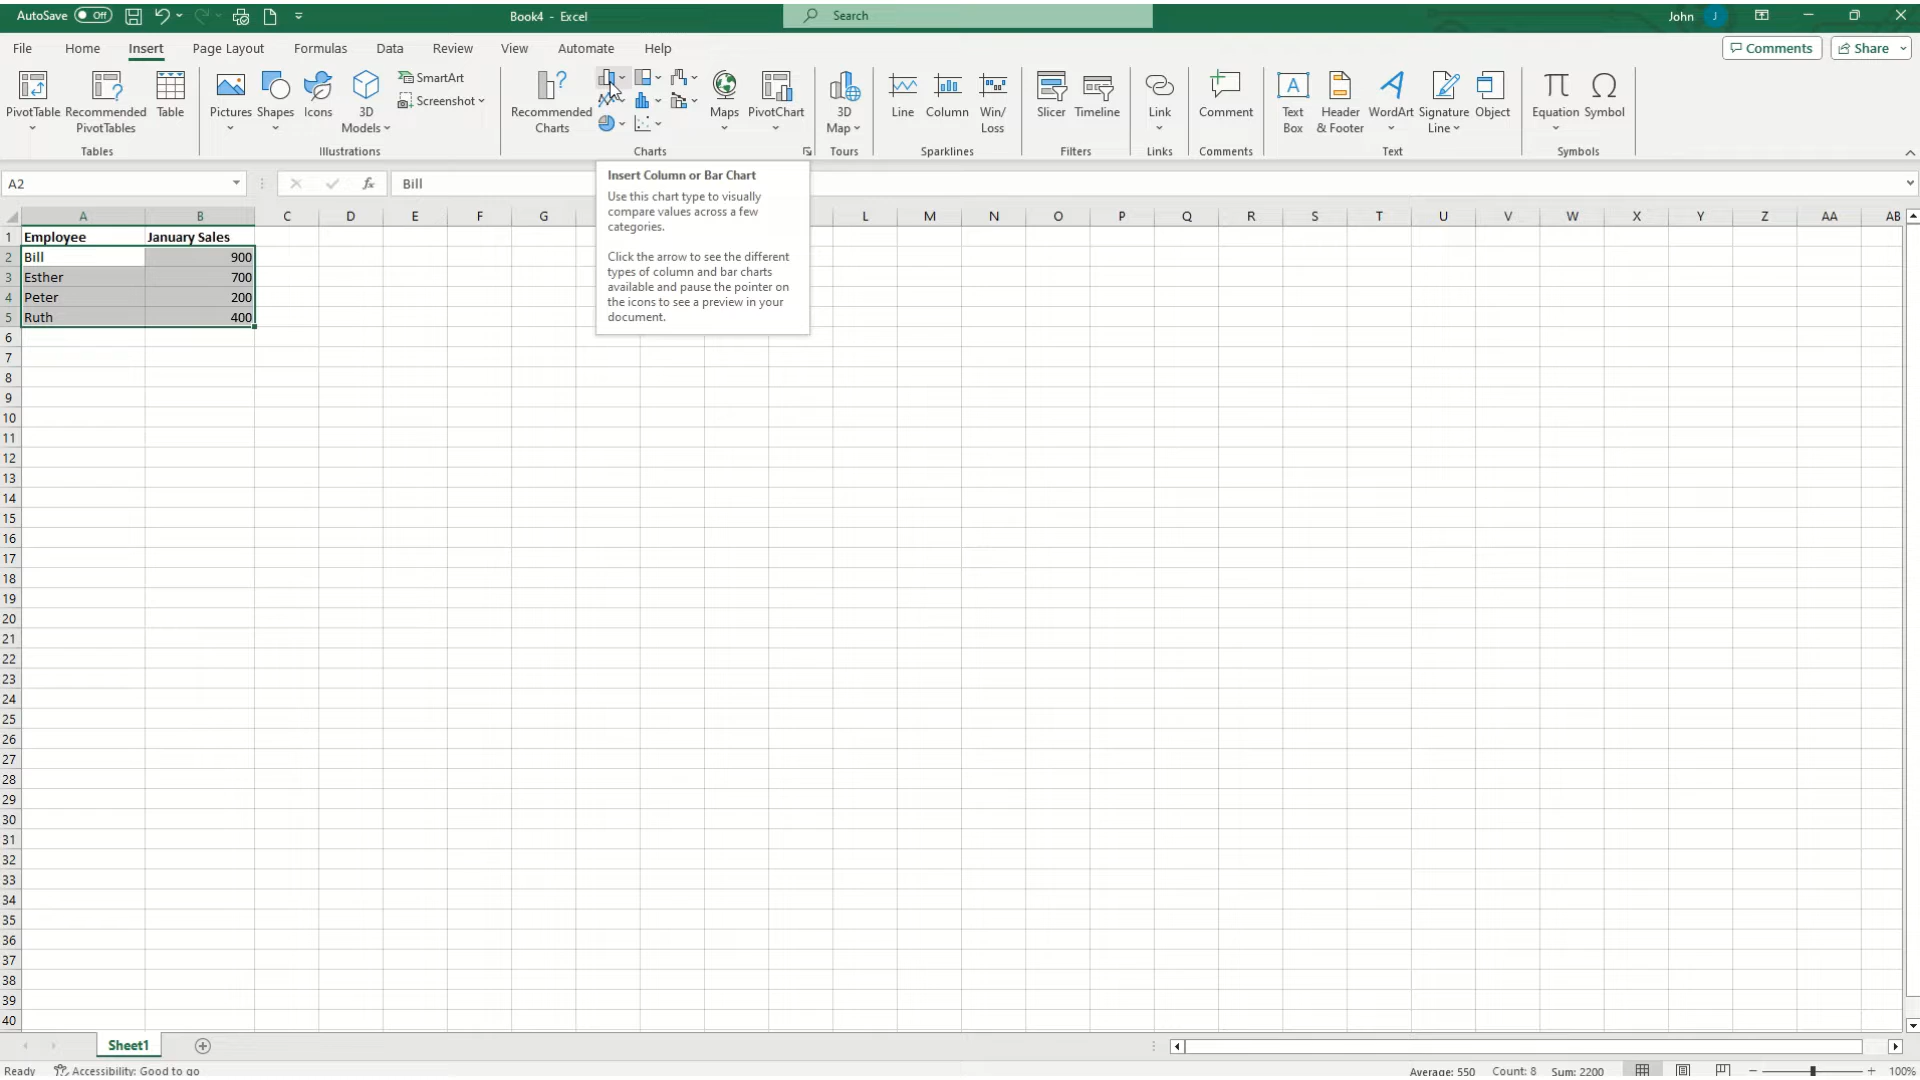 AutoSave Off Book4 - Excel Search John J
File Home Insert Page Layout Formulas Data Review View Automate Help Comments Share
PivotTable Recommended PivotTables Table Pictures Shapes Icons 3D Models SmartArt Screenshot Recommended Charts Maps PivotChart 3D Map Line Column Win/Loss Slicer Timeline Link Comment Text Box Header & Footer WordArt Signature Line Object Equation Symbol
Tables Illustrations Charts Tours Sparklines Filters Links Comments Text Symbols
A2 fx Bill
Insert Column or Bar Chart
Use this chart type to visually
compare values across a few
categories.
Click the arrow to see the different
types of column and bar charts
available and pause the pointer on
the icons to see a preview in your
document.
A B C D E F G L M N O P Q R S T U V W X Y Z AA AB
1 Employee January Sales
2 Bill 900
3 Esther 700
4 Peter 200
5 Ruth 400
6
7
8
9
10
11
12
13
14
15
16
17
18
19
20
21
22
23
24
25
26
27
28
29
30
31
32
33
34
35
36
37
38
39
40
Sheet1
Ready Accessibility: Good to go Average: 550 Count: 8 Sum: 2200 100%